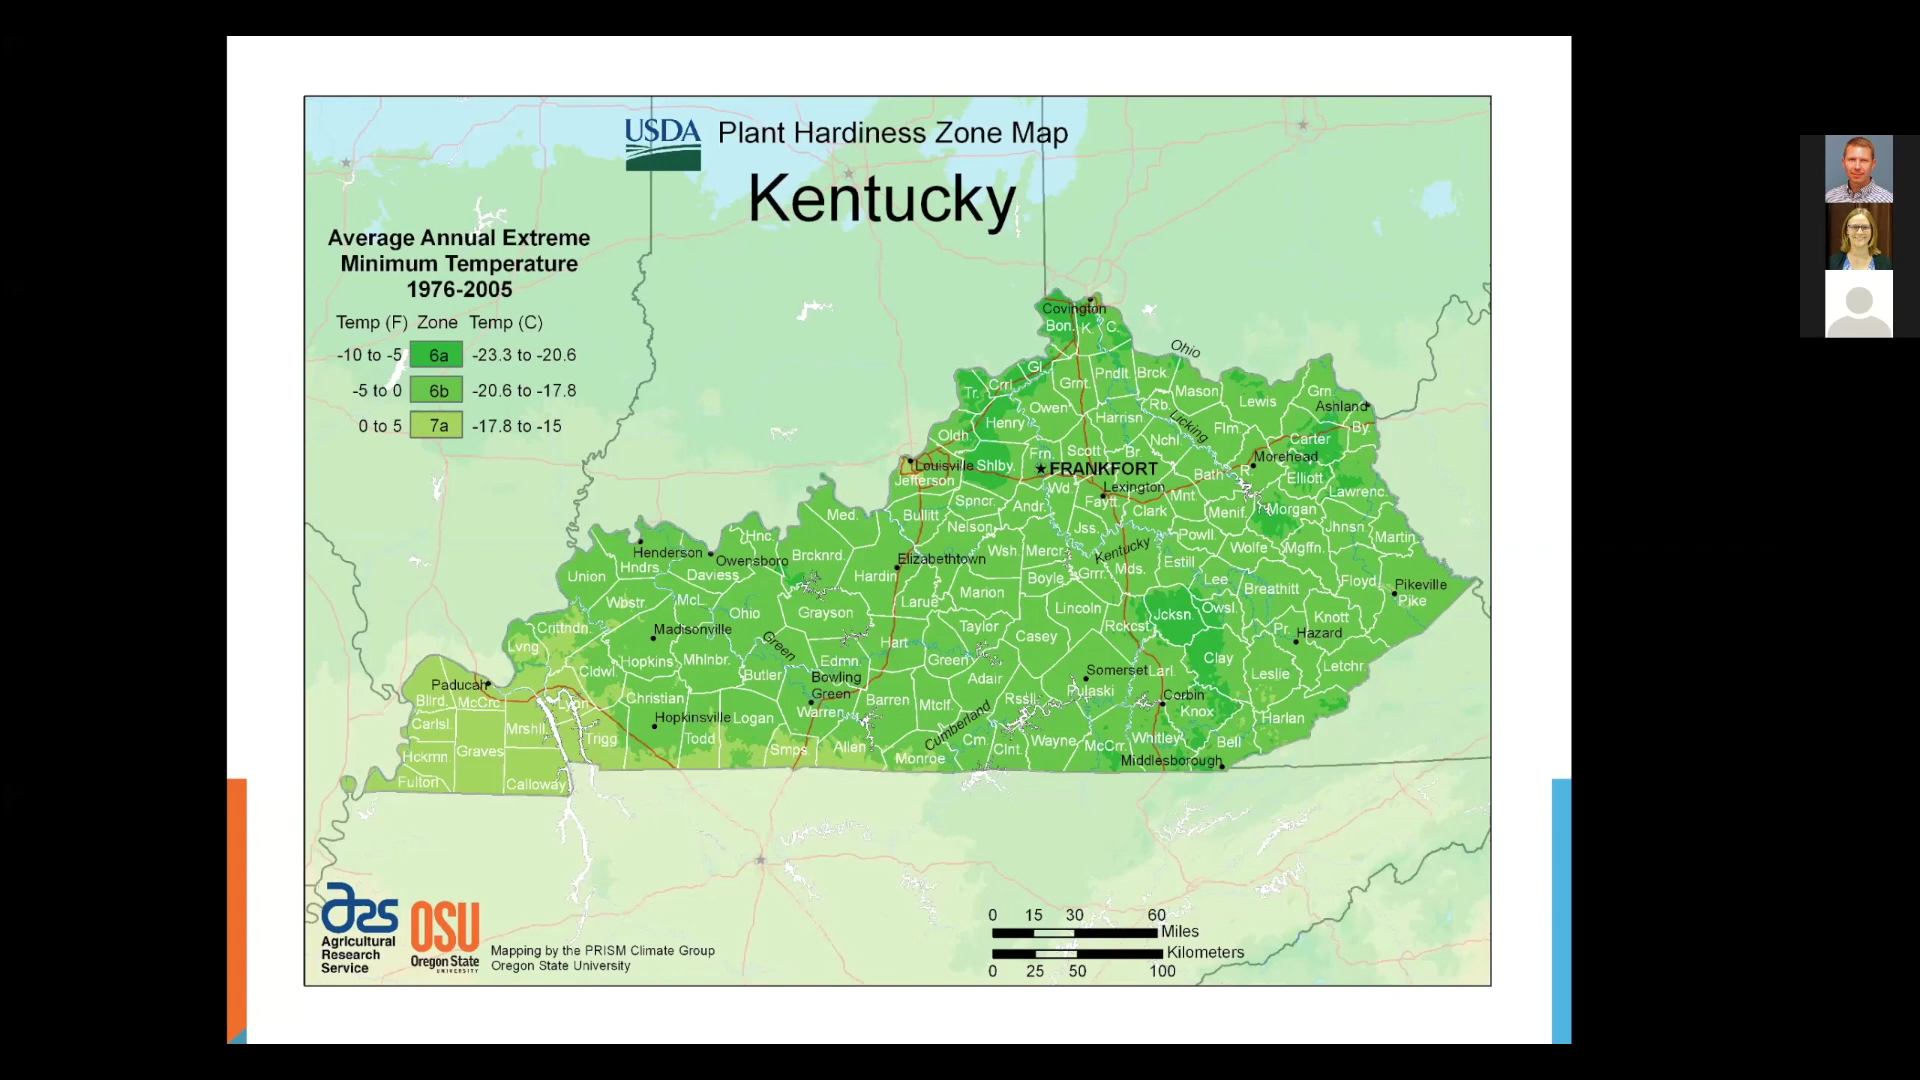 USDA Plant Hardiness Zone Map
Kentucky
Average Annual Extreme
Minimum Temperature
1976-2005
Temp (F) Zone Temp (C)
-10 to -5 6a -23.3 to -20.6
-5 to 0 6b -20.6 to -17.8
0 to 5 7a -17.8 to -15
Covington
Bon. K. C.
Ohio
Gl.
Pndlt. Brck.
Tr. Crrl. Grnt. Mason Grn.
Owen Rb. Lewis Ashland
Henry Harrisn Licking Flm. By.
Oldh. Nchl. Carter
Frn. Scott Br. Morehead
Louisville Shlby. FRANKFORT R.
Jefferson Wd. Lexington Bath Elliott
Spncr. Andr. Faytt. Mnt. Lawrenc.
Med. Bullitt Clark Menif. Morgan
Nelson Jss. Jhnsn.
Hnc. Powll. Martin
Henderson Owensboro Brcknrd. Elizabethtown Wsh. Mercr. Kentucky Wolfe Mgffn.
Union Hndrs. Daviess Hardin Boyle Grrr. Mds. Estill Lee Floyd Pikeville
Wbstr. McL. Ohio Grayson Larue Marion Lincoln Owsl. Breathitt Pike
Crittndn. Madisonville Taylor Rckcst. Jcksn. Pr. Knott
Lvng. Green Hart Casey Hazard
Cldwl. Hopkins Mhlnbr. Edmn. Green Clay Letchr.
Butler Bowling Adair Somerset Larl. Leslie
Paducah Green
Blrd. McCrc. Lyon Christian Warren Barren Mtclf. Rssll. Pulaski Corbin
Carlsl. Mrshll. Hopkinsville Logan Cumberland Knox Harlan
Trigg Todd Crn. Wayne Whitley Bell
Hckmn. Graves Smps. Allen Monroe Clnt. McCrr.
Fulton Calloway Middlesborough
Agricultural
Research
Service
OSU
Oregon State
UNIVERSITY
Mapping by the PRISM Climate Group
Oregon State University
0 15 30 60
Miles
Kilometers
0 25 50 100